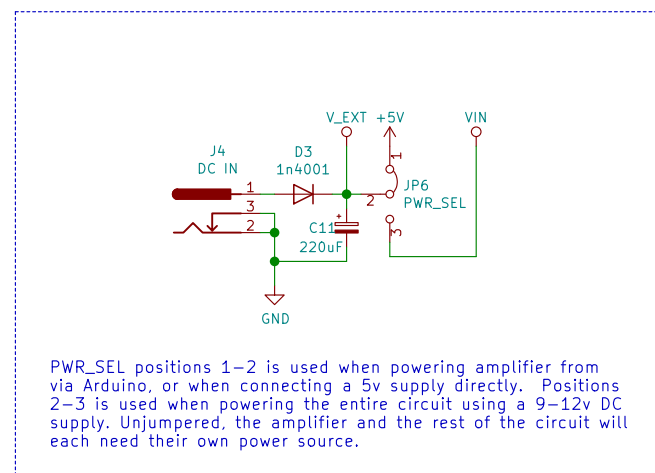 V_EXT +5V VIN
J4 D3
DC IN 1n4001
1 1
JP6
2 PWR_SEL
3
C11 +
2 3
220uF
GND
PWR_SEL positions 1-2 is used when powering amplifier from
via Arduino, or when connecting a 5v supply directly.  Positions
2-3 is used when powering the entire circuit using a 9-12v DC
supply. Unjumpered, the amplifier and the rest of the circuit will
each need their own power source.